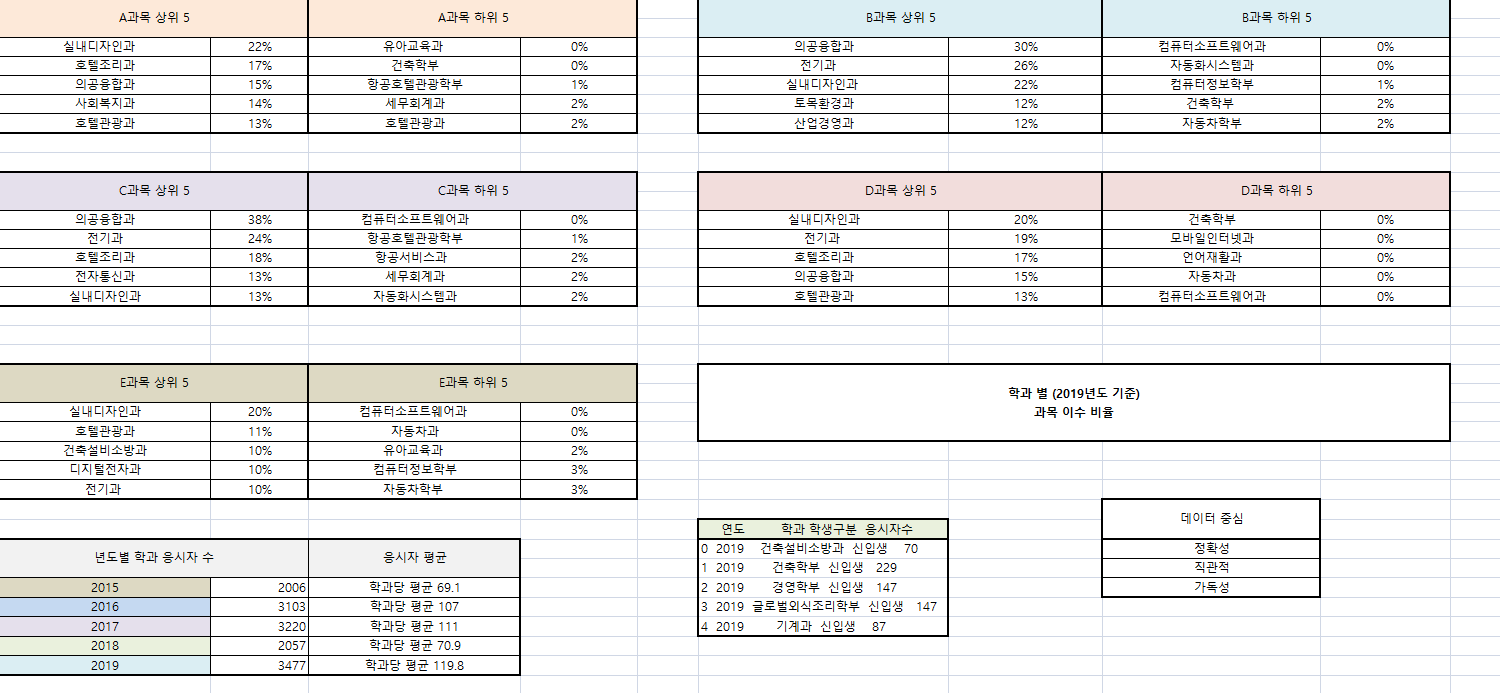 A과목 상위 5 A과목 하위 5
실내디자인과 22% 유아교육과 0%
호텔조리과 17% 건축학부 0%
의공융합과 15% 항공호텔관광학부 1%
사회복지과 14% 세무회계과 2%
호텔관광과 13% 호텔관광과 2%
B과목 상위 5 B과목 하위 5
의공융합과 30% 컴퓨터소프트웨어과 0%
전기과 26% 자동화시스템과 0%
실내디자인과 22% 컴퓨터정보학부 1%
토목환경과 12% 건축학부 2%
산업경영과 12% 자동차학부 2%
C과목 상위 5 C과목 하위 5
의공융합과 38% 컴퓨터소프트웨어과 0%
전기과 24% 항공호텔관광학부 1%
호텔조리과 18% 항공서비스과 2%
전자통신과 13% 세무회계과 2%
실내디자인과 13% 자동화시스템과 2%
D과목 상위 5 D과목 하위 5
실내디자인과 20% 건축학부 0%
전기과 19% 모바일인터넷과 0%
호텔조리과 17% 언어재활과 0%
의공융합과 15% 자동차과 0%
호텔관광과 13% 컴퓨터소프트웨어과 0%
E과목 상위 5 E과목 하위 5
실내디자인과 20% 컴퓨터소프트웨어과 0%
호텔관광과 11% 자동차과 0%
건축설비소방과 10% 유아교육과 2%
디지털전자과 10% 컴퓨터정보학부 3%
전기과 10% 자동차학부 3%
학과 별 (2019년도 기준)
과목 이수 비율
년도별 학과 응시자 수 응시자 평균
2015 2006 학과당 평균 69.1
2016 3103 학과당 평균 107
2017 3220 학과당 평균 111
2018 2057 학과당 평균 70.9
2019 3477 학과당 평균 119.8
연도 학과 학생구분 응시자수
0 2019 건축설비소방과 신입생 70
1 2019 건축학부 신입생 229
2 2019 경영학부 신입생 147
3 2019 글로벌외식조리학부 신입생 147
4 2019 기계과 신입생 87
데이터 중심
정확성
직관적
가독성